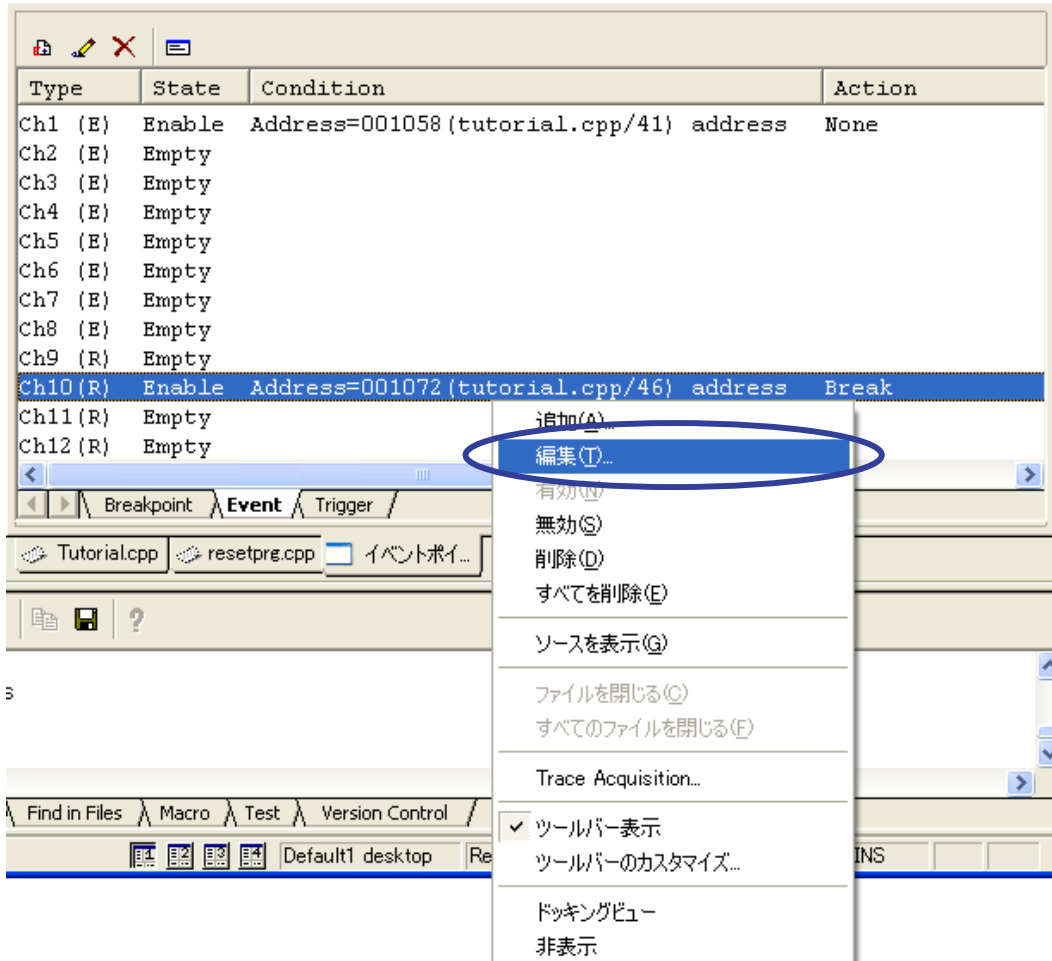 Type State Condition Action
Ch1 (E) Enable Address=001058(tutorial.cpp/41) address None
Ch2 (E) Empty
Ch3 (E) Empty
Ch4 (E) Empty
Ch5 (E) Empty
Ch6 (E) Empty
Ch7 (E) Empty
Ch8 (E) Empty
Ch9 (R) Empty
Ch10(R) Enable Address=001072(tutorial.cpp/46) address Break
Ch11(R) Empty
Ch12(R) Empty
Breakpoint Event Trigger
Tutorial.cpp resetprg.cpp イベントポイ...
追加(A)...
編集(T)...
有効(N)
無効(S)
削除(D)
すべてを削除(E)
ソースを表示(G)
ファイルを閉じる(C)
すべてのファイルを閉じる(F)
Trace Acquisition...
ツールバー表示
ツールバーのカスタマイズ...
ドッキングビュー
非表示
s
Find in Files Macro Test Version Control
1 2 3 4 Default1 desktop Re INS